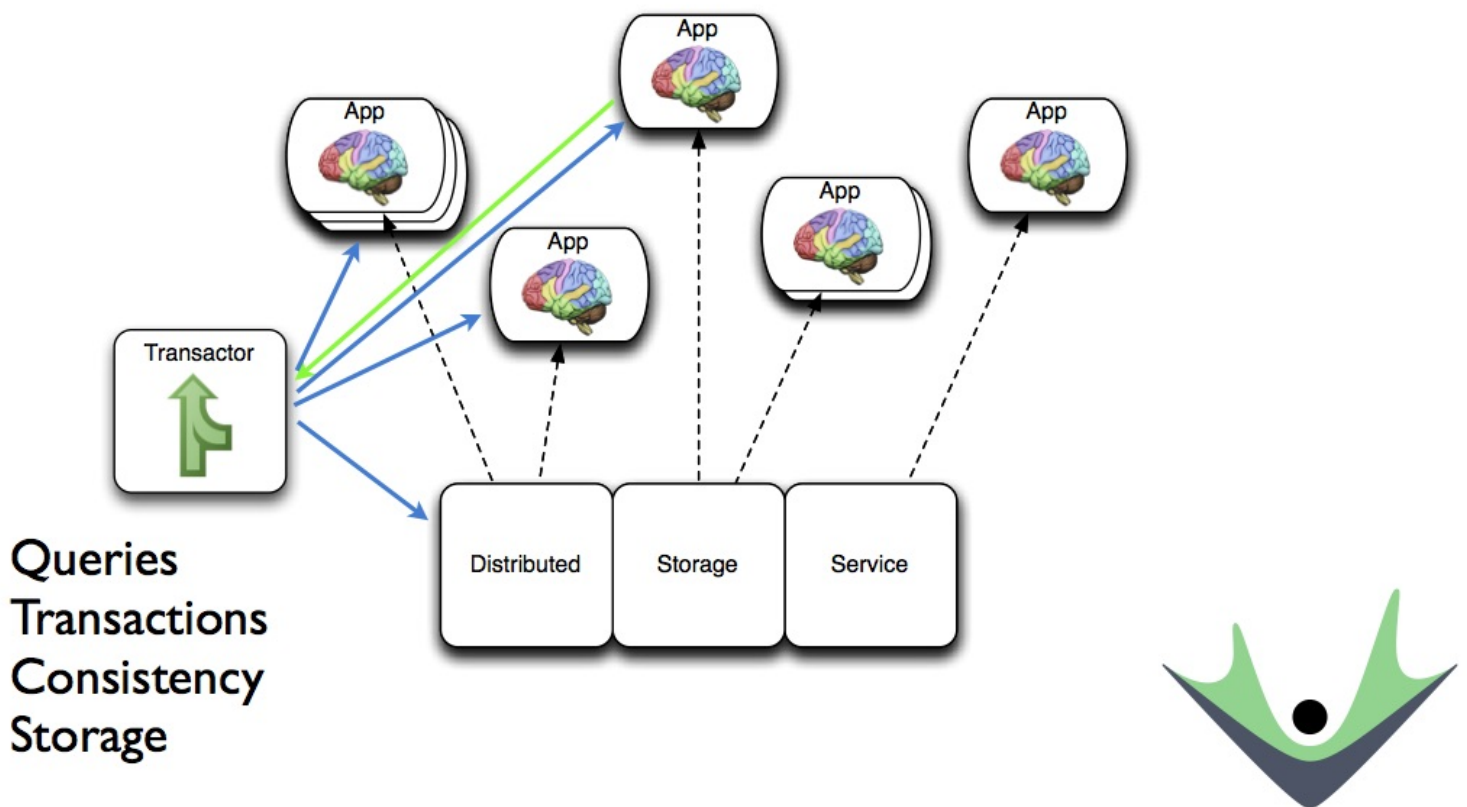 App
App
App
App
App
Transactor
Distributed
Storage
Service
Queries
Transactions
Consistency
Storage